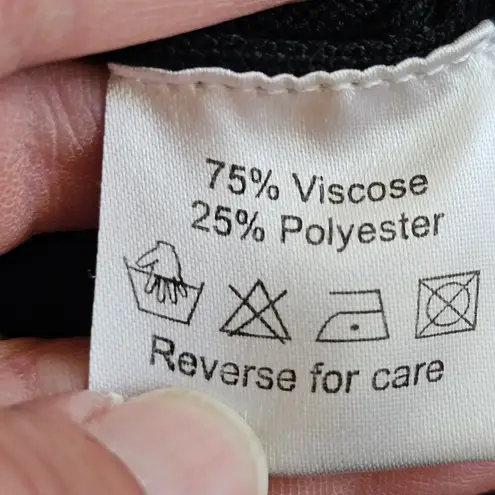 75% Viscose
25% Polyester
Reverse for care